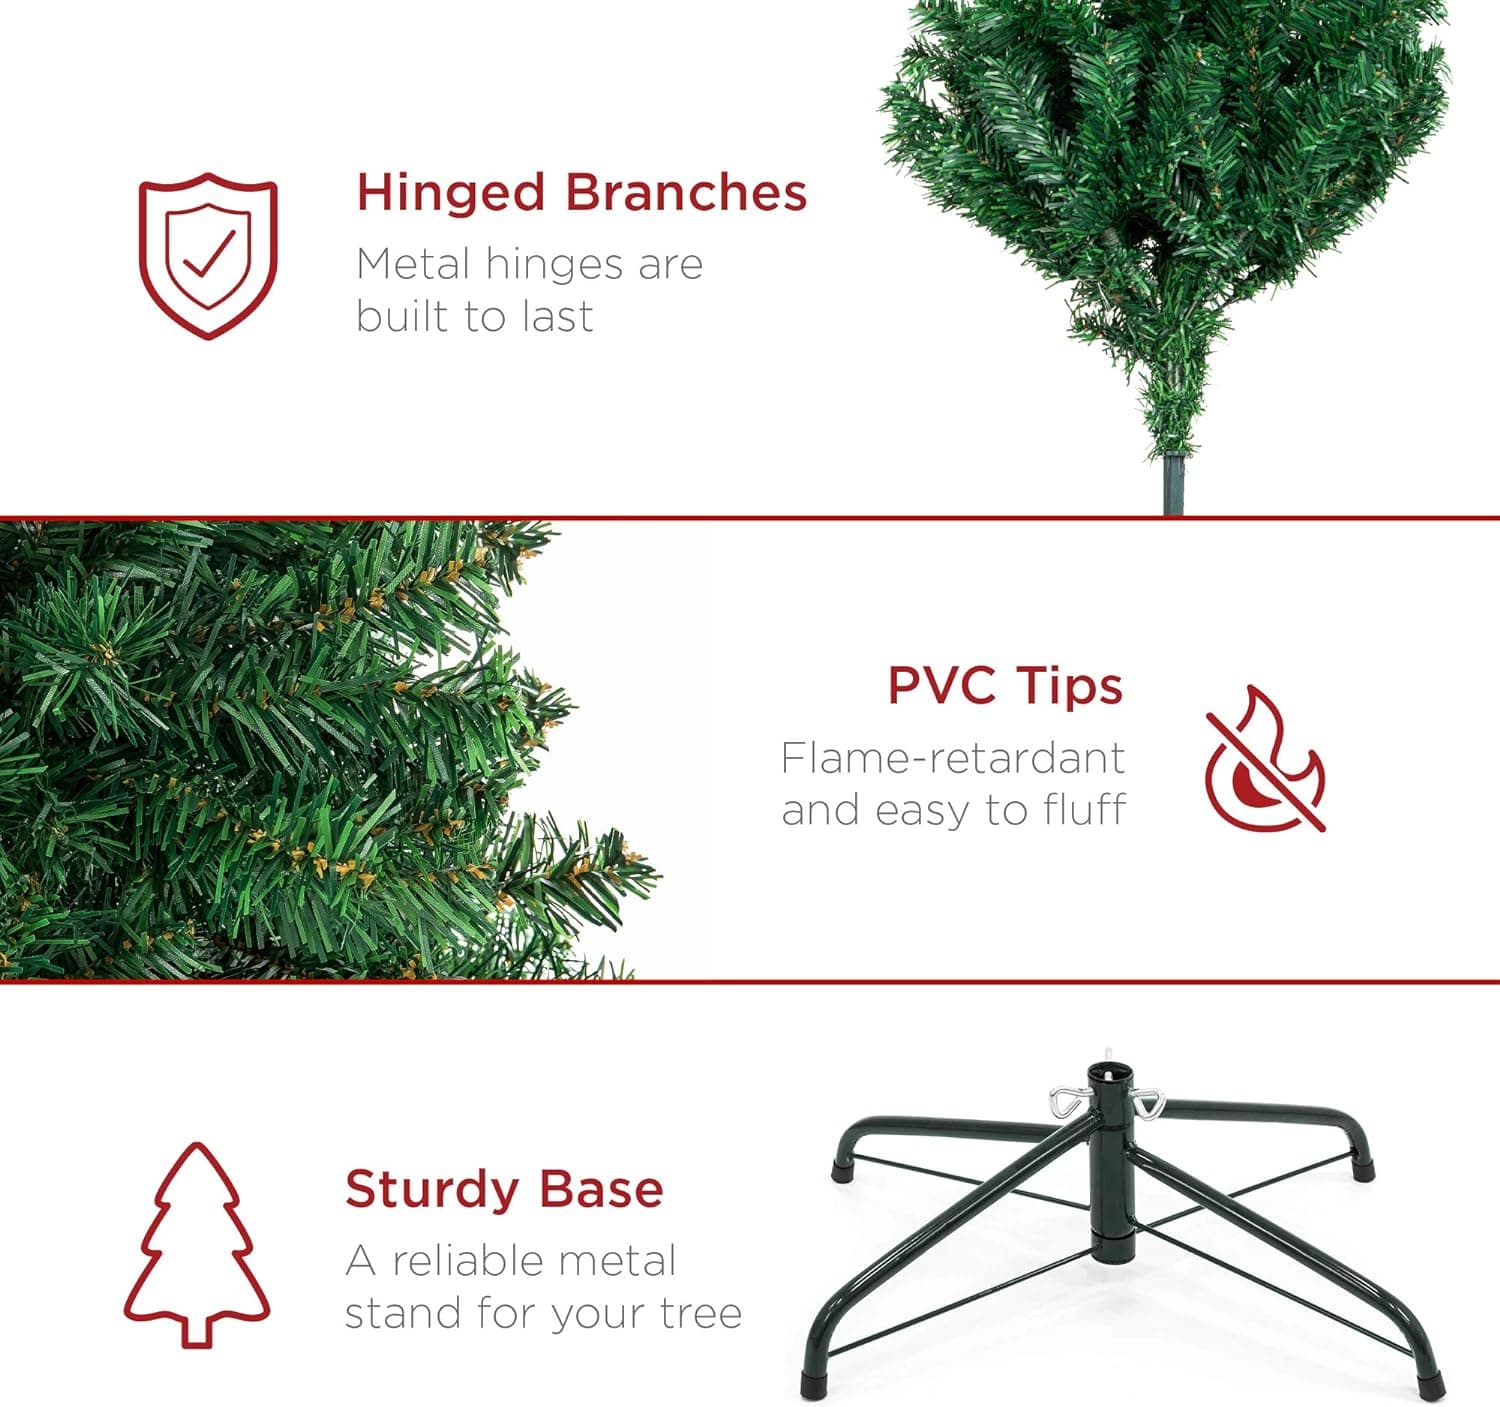 Hinged Branches
Metal hinges are
built to last
PVC Tips
Flame-retardant
and easy to fluff
Sturdy Base
A reliable metal
stand for your tree